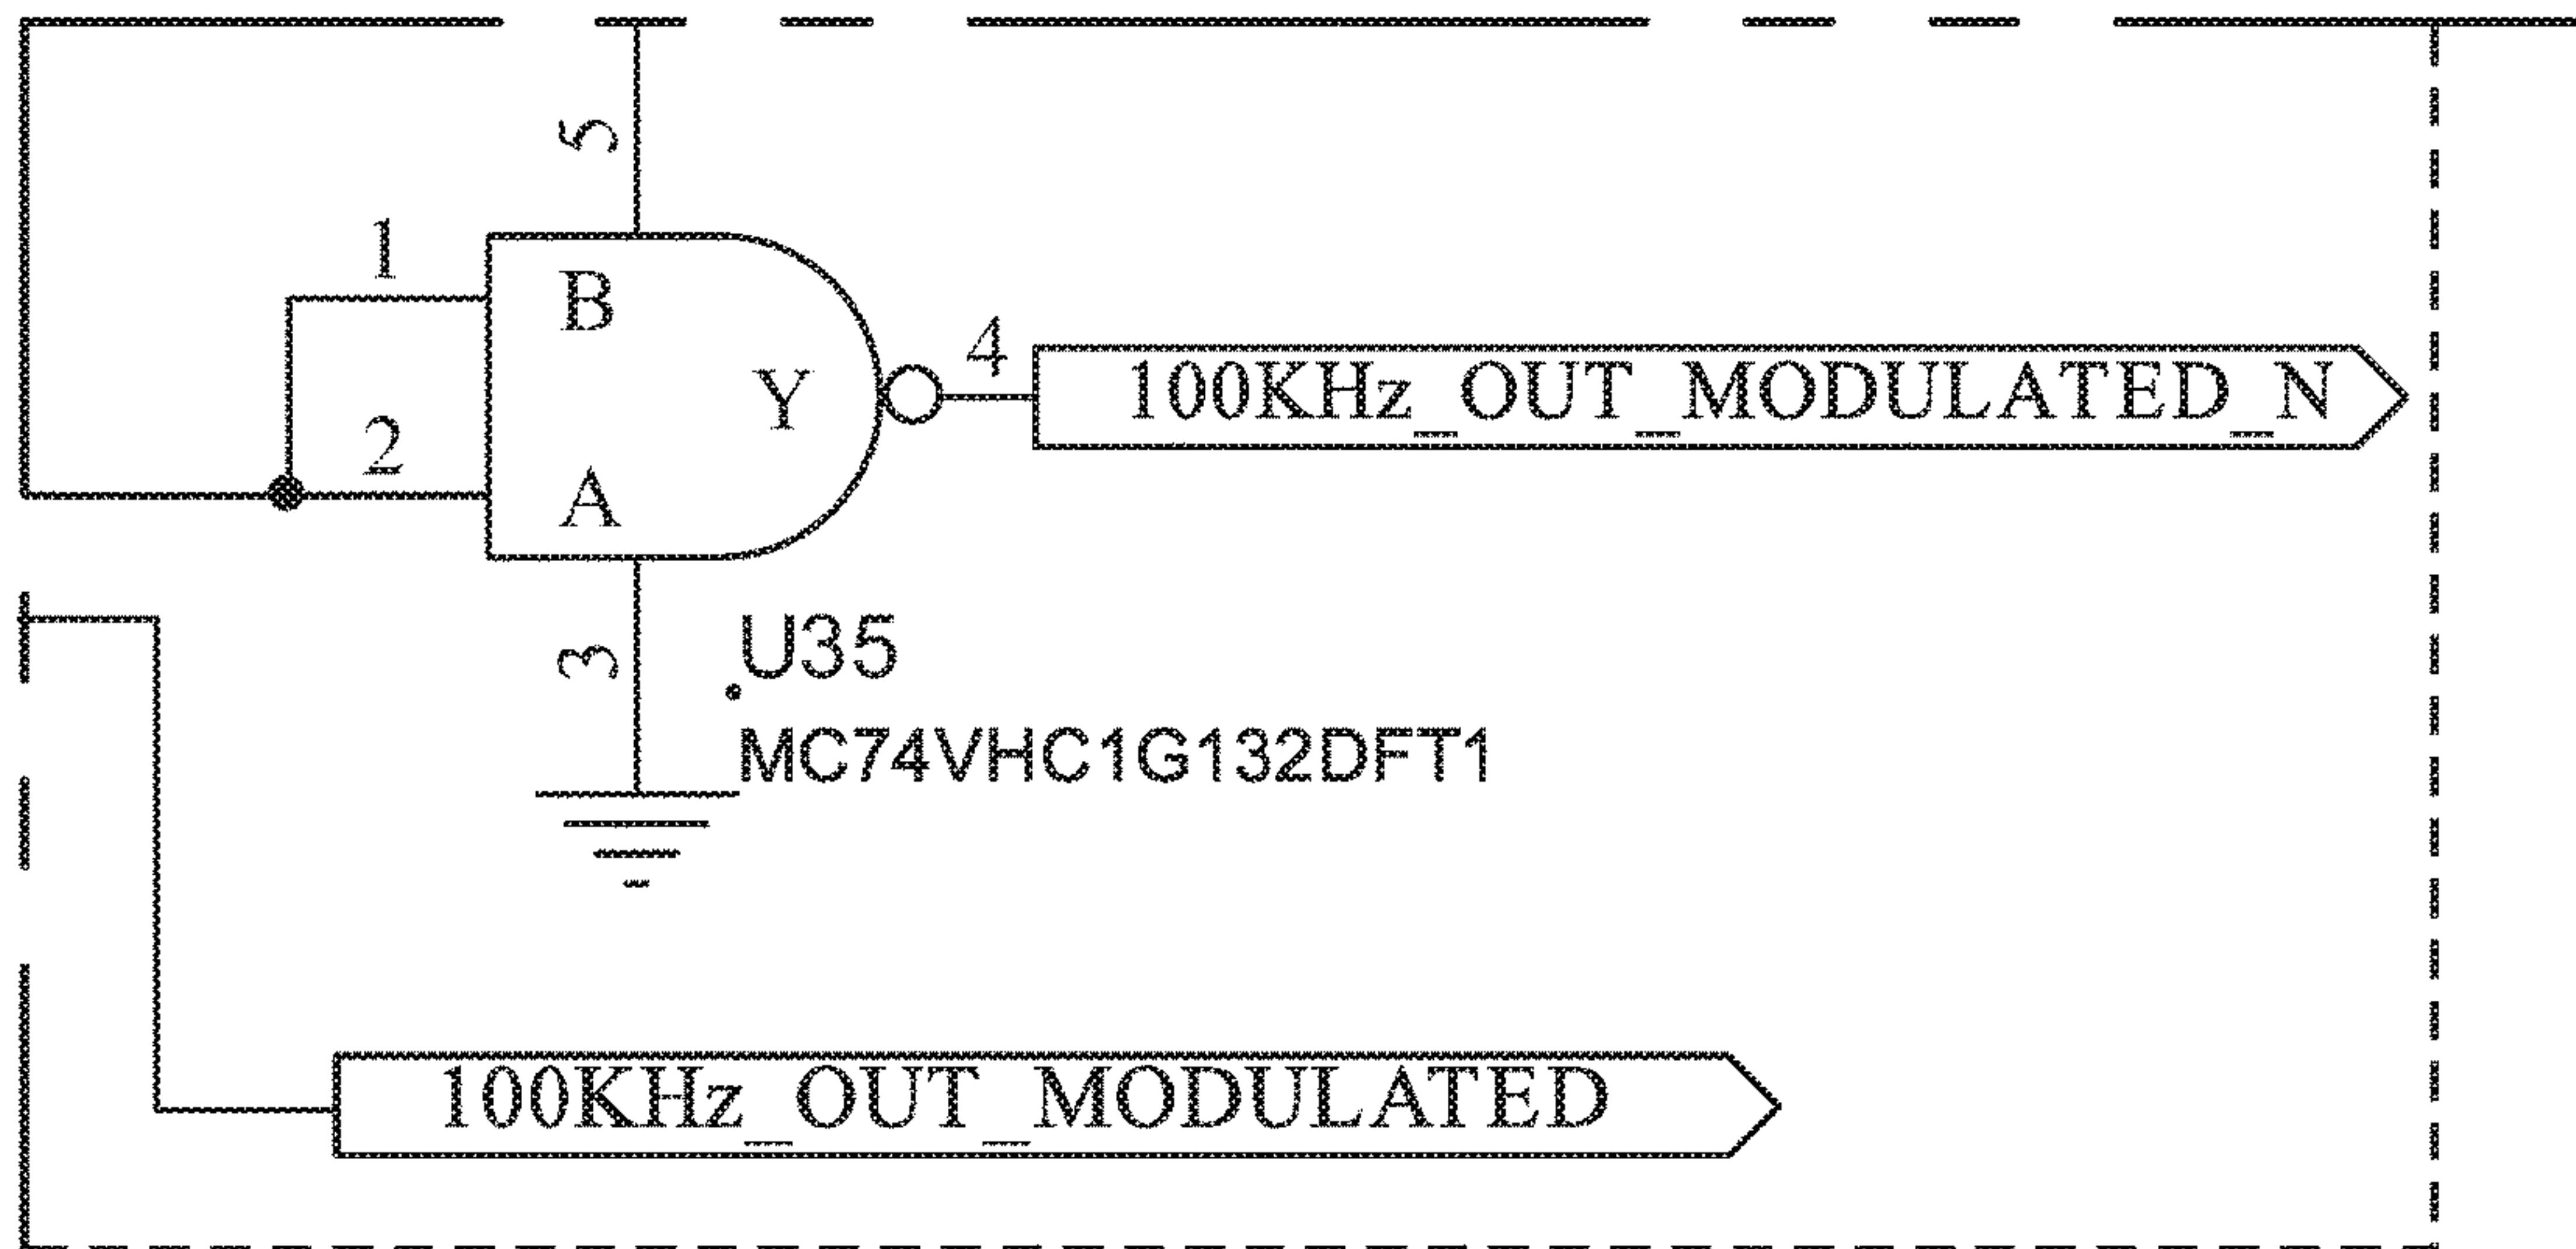 5
1
B
4
Y
100KHz_OUT_MODULATED_N
2
A
3
U35
MC74VHC1G132DFT1
100KHz_OUT_MODULATED